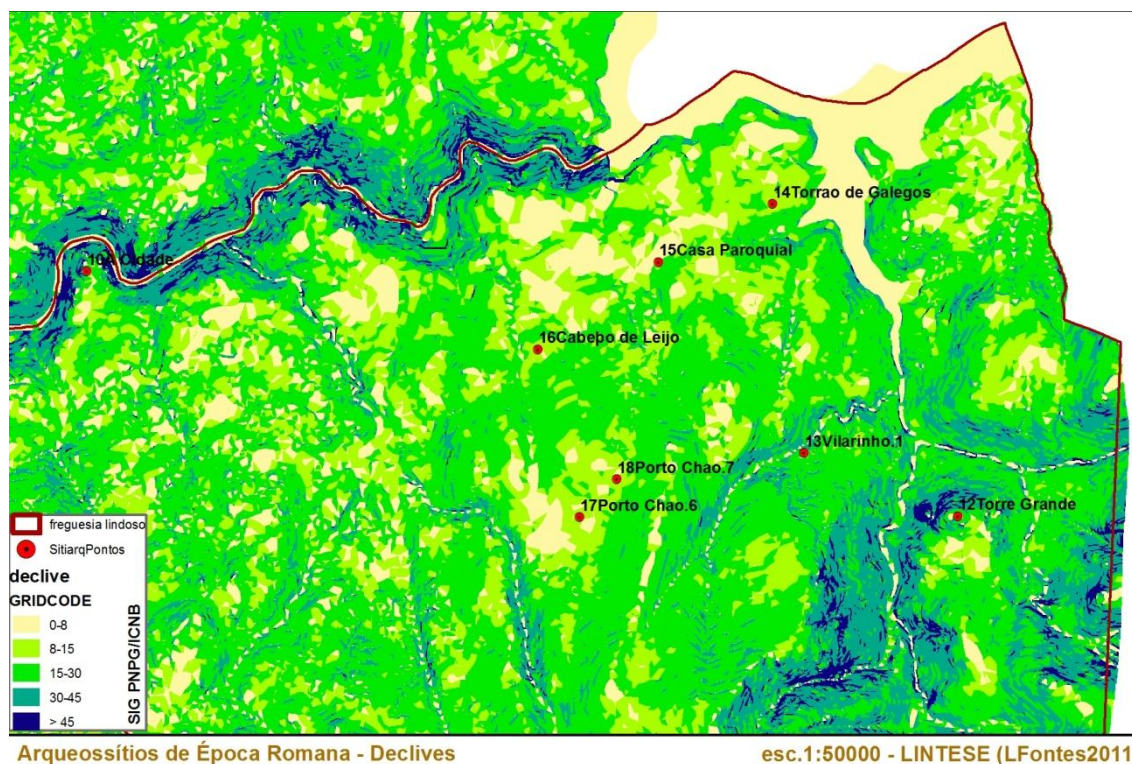 14Torrao de Galegos
15Casa Paroquial
10A Cidade
16Cabeþo de Leijo
13Vilarinho.1
18Porto Chao.7
17Porto Chao.6
12Torre Grande
freguesia lindoso
SitiarqPontos
declive
GRIDCODE
0-8
8-15
15-30
30-45
> 45
SIG PNPG/ICNB
Arqueossítios de Época Romana - Declives
esc.1:50000 - LINTESE (LFontes2011